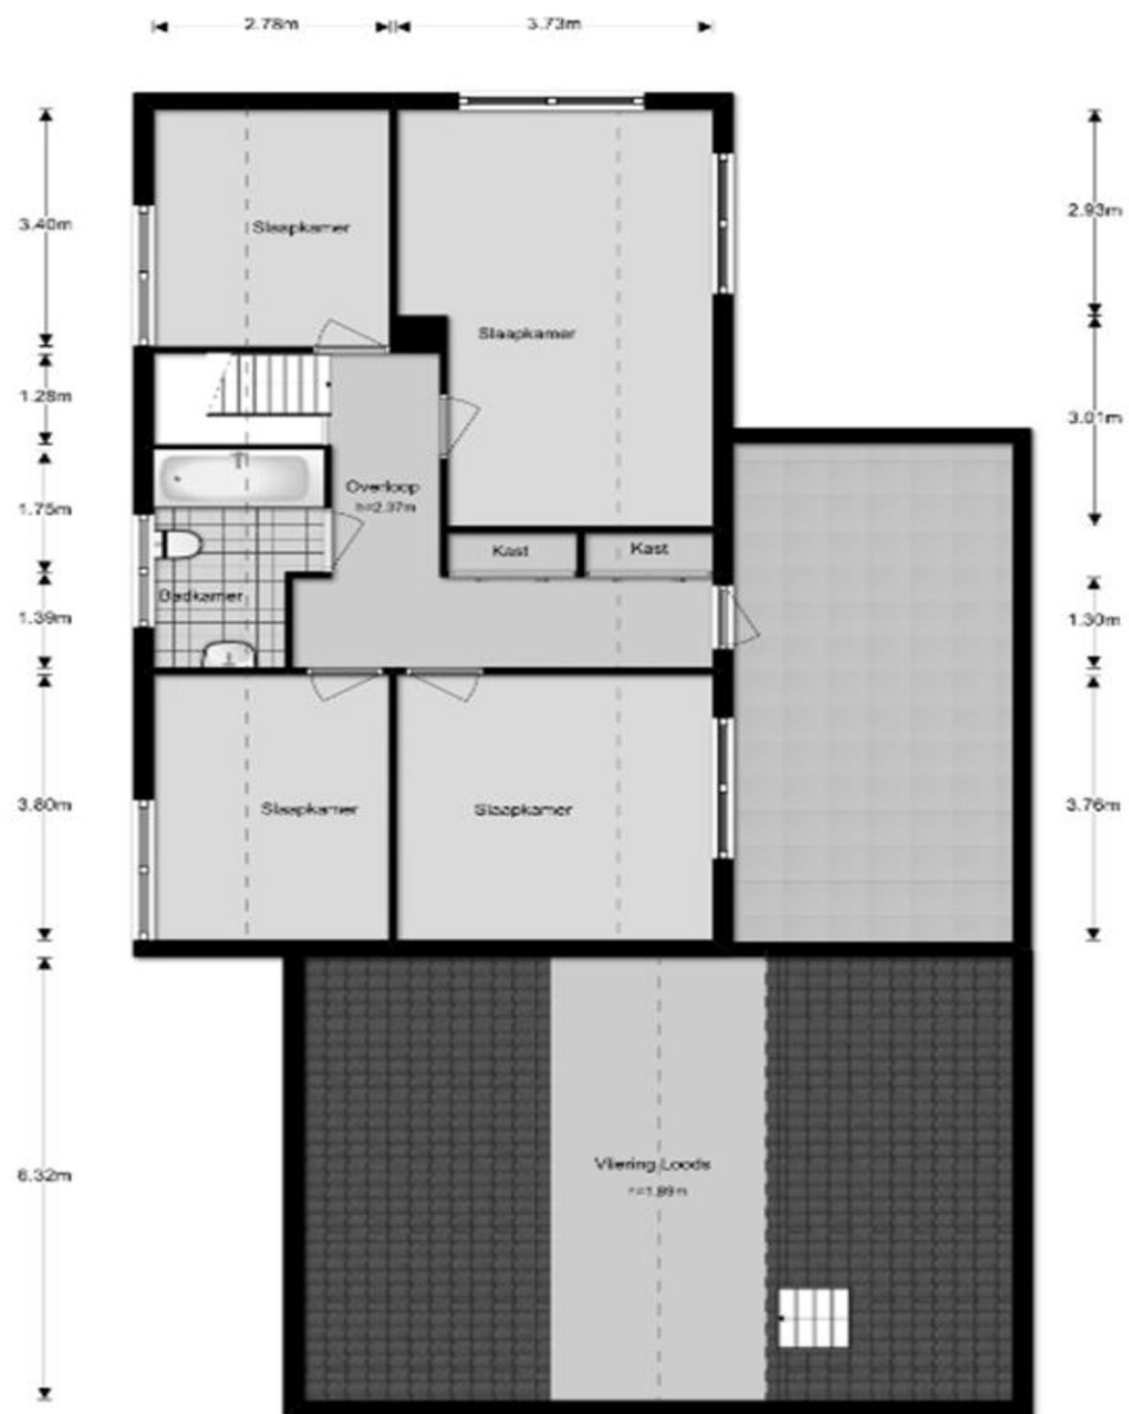 2.78m
3.73m
3.40m
Slaapkamer
2.93m
Slaapkamer
1.28m
3.01m
Overloop
h=2.37m
1.75m
Kast
Kast
Badkamer
1.39m
1.30m
3.80m
Slaapkamer
Slaapkamer
3.76m
Vliering Loods
6.32m